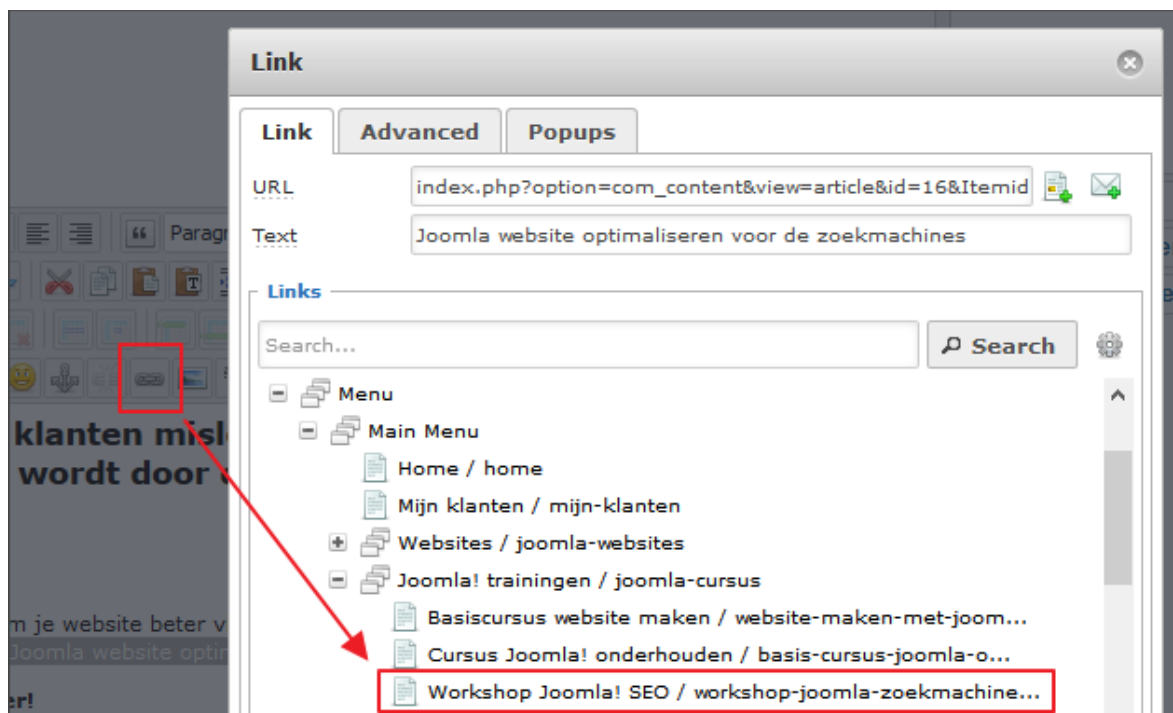 Link
Link Advanced Popups
URL index.php?option=com_content&view=article&id=16&Itemid
Paragr
Text Joomla website optimaliseren voor de zoekmachines
Links
Search... Search
Menu
Main Menu
klanten misl
Home / home
wordt door
Mijn klanten / mijn-klanten
Websites / joomla-websites
Joomla! trainingen / joomla-cursus
m je website beter v
Basiscursus website maken / website-maken-met-joom...
Joomla website optim
Cursus Joomla! onderhouden / basis-cursus-joomla-o...
er!
Workshop Joomla! SEO / workshop-joomla-zoekmachine...